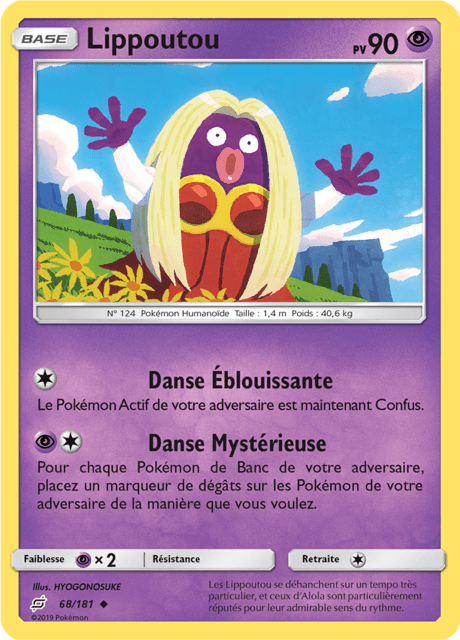 BASE Lippoutou PV 90
N° 124 Pokémon Humanoïde Taille : 1,4 m Poids : 40,6 kg
Danse Éblouissante
Le Pokémon Actif de votre adversaire est maintenant Confus.
Danse Mystérieuse
Pour chaque Pokémon de Banc de votre adversaire,
placez un marqueur de dégâts sur les Pokémon de votre
adversaire de la manière que vous voulez.
Faiblesse ×2 Résistance Retraite
Illus. HYOGONOSUKE
68/181
©2019 Pokémon
Les Lippoutou se déhanchent sur un tempo très
particulier, et ceux d'Alola sont particulièrement
réputés pour leur admirable sens du rythme.